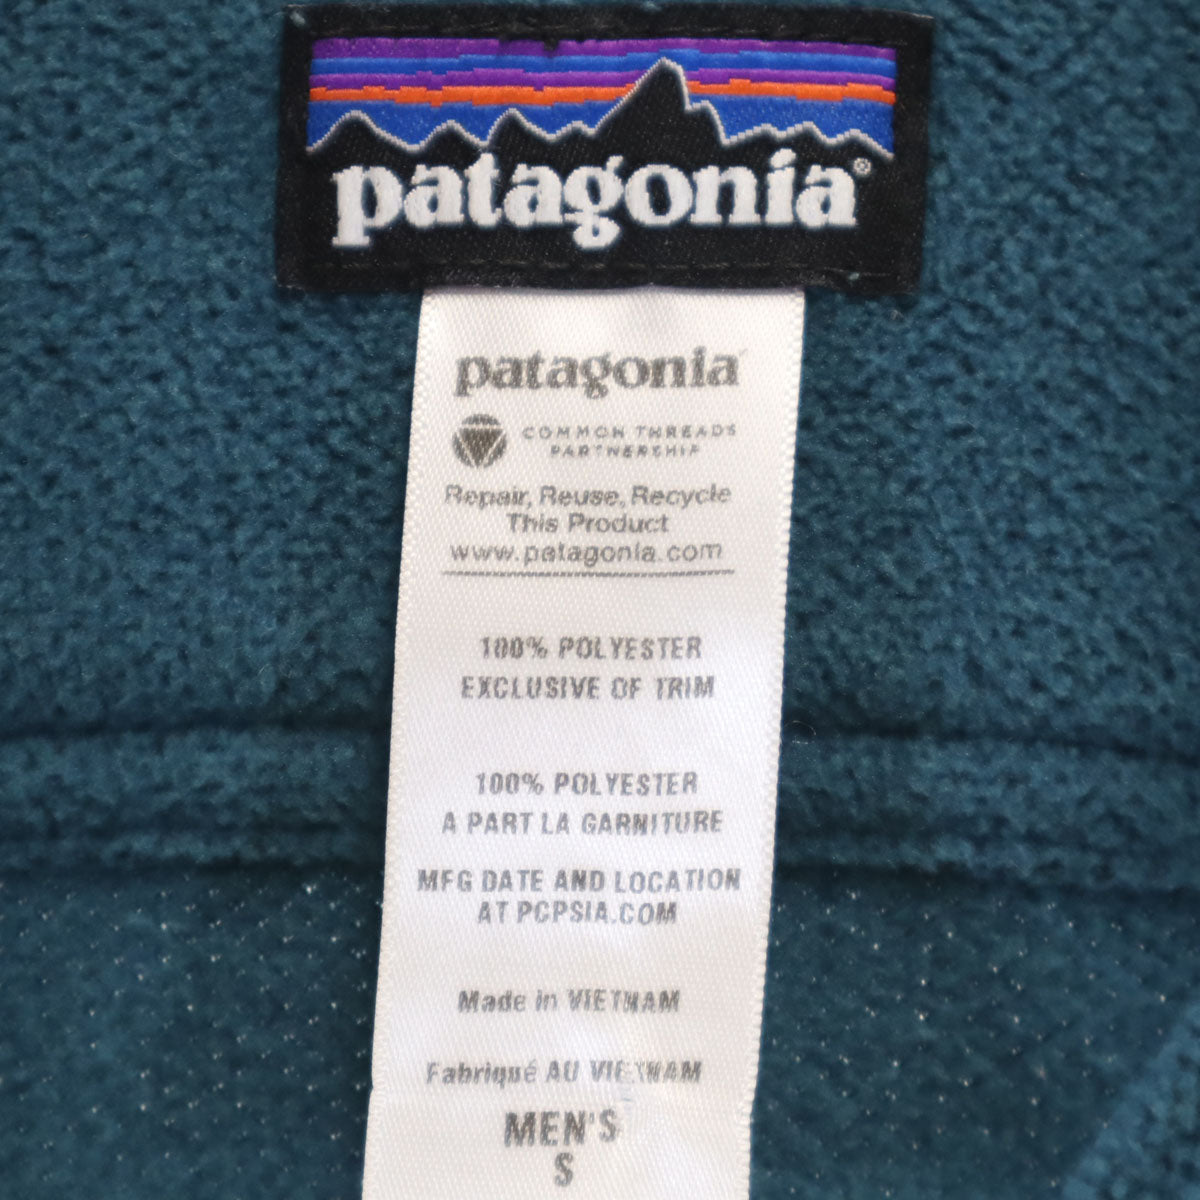 patagonia®
patagonia
COMMON THREADS
PARTNERSHIP
Repair, Reuse, Recycle
This Product
www.patagonia.com
100% POLYESTER
EXCLUSIVE OF TRIM
100% POLYESTER
A PART LA GARNITURE
MFG DATE AND LOCATION
AT PCPSIA.COM
Made in VIETNAM
Fabriqué AU VIETNAM
MEN'S
S